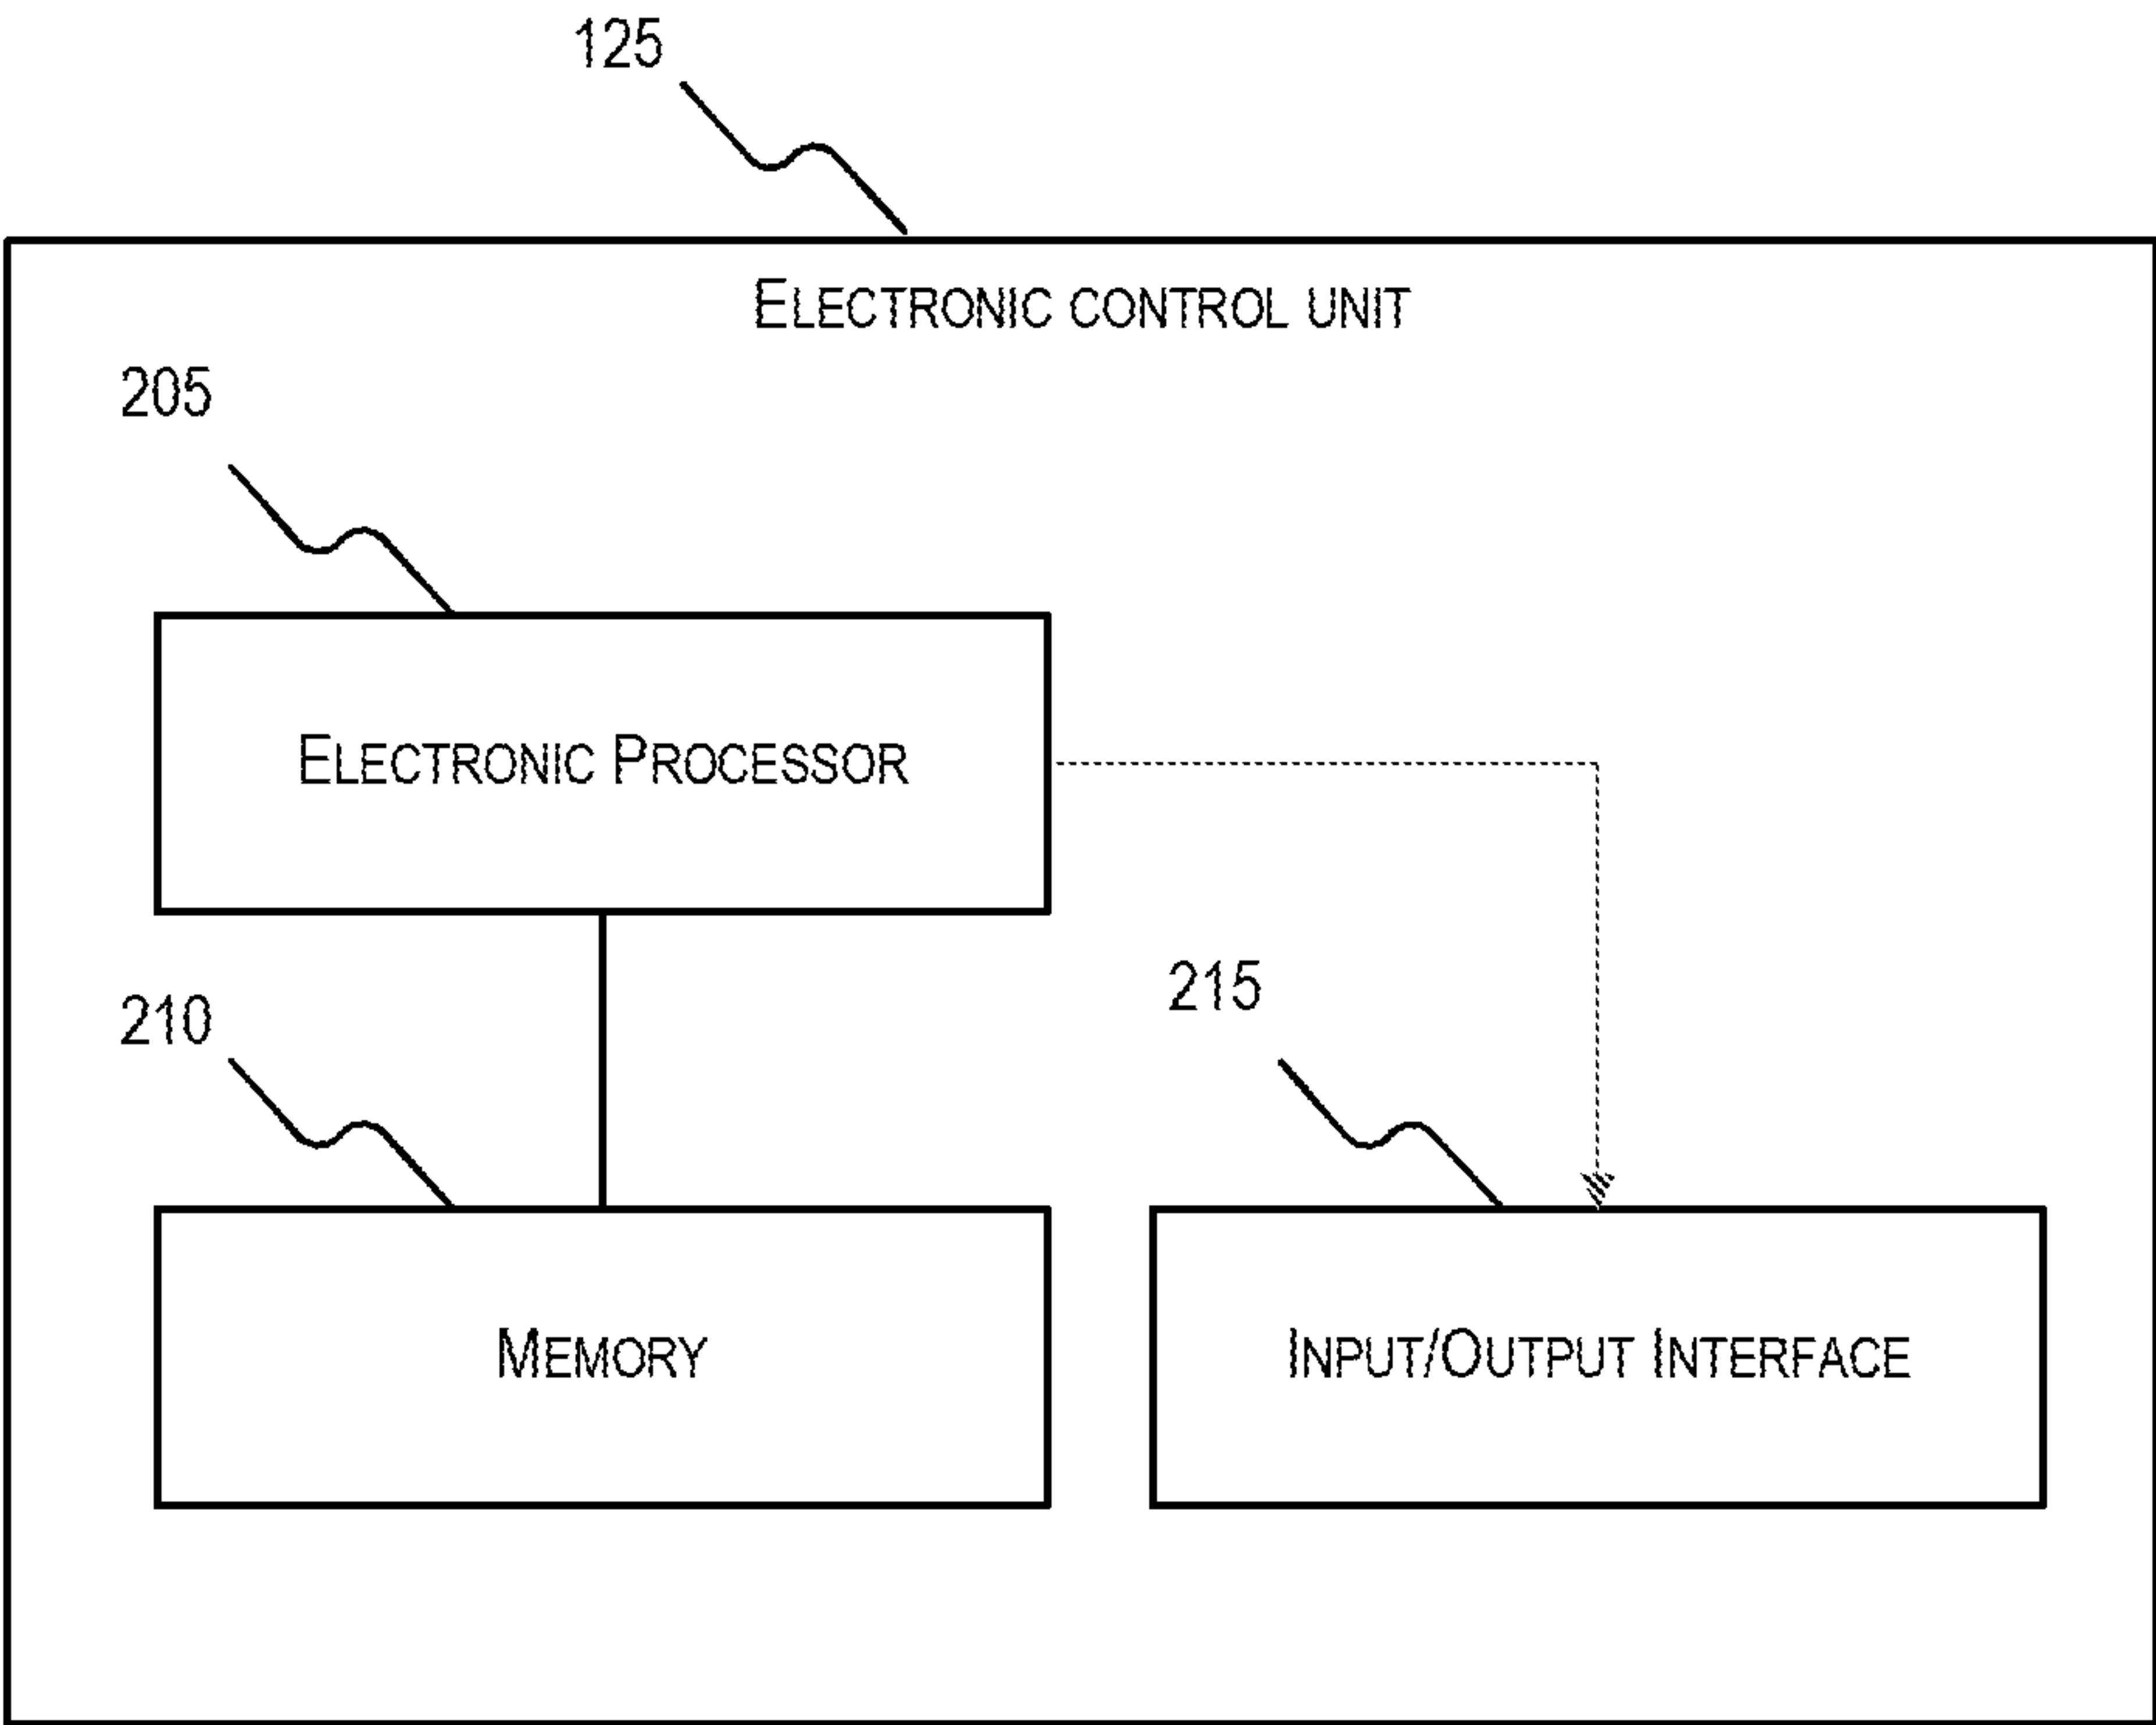 125
ELECTRONIC CONTROL UNIT
205
ELECTRONIC PROCESSOR
210
215
MEMORY
INPUT/OUTPUT INTERFACE